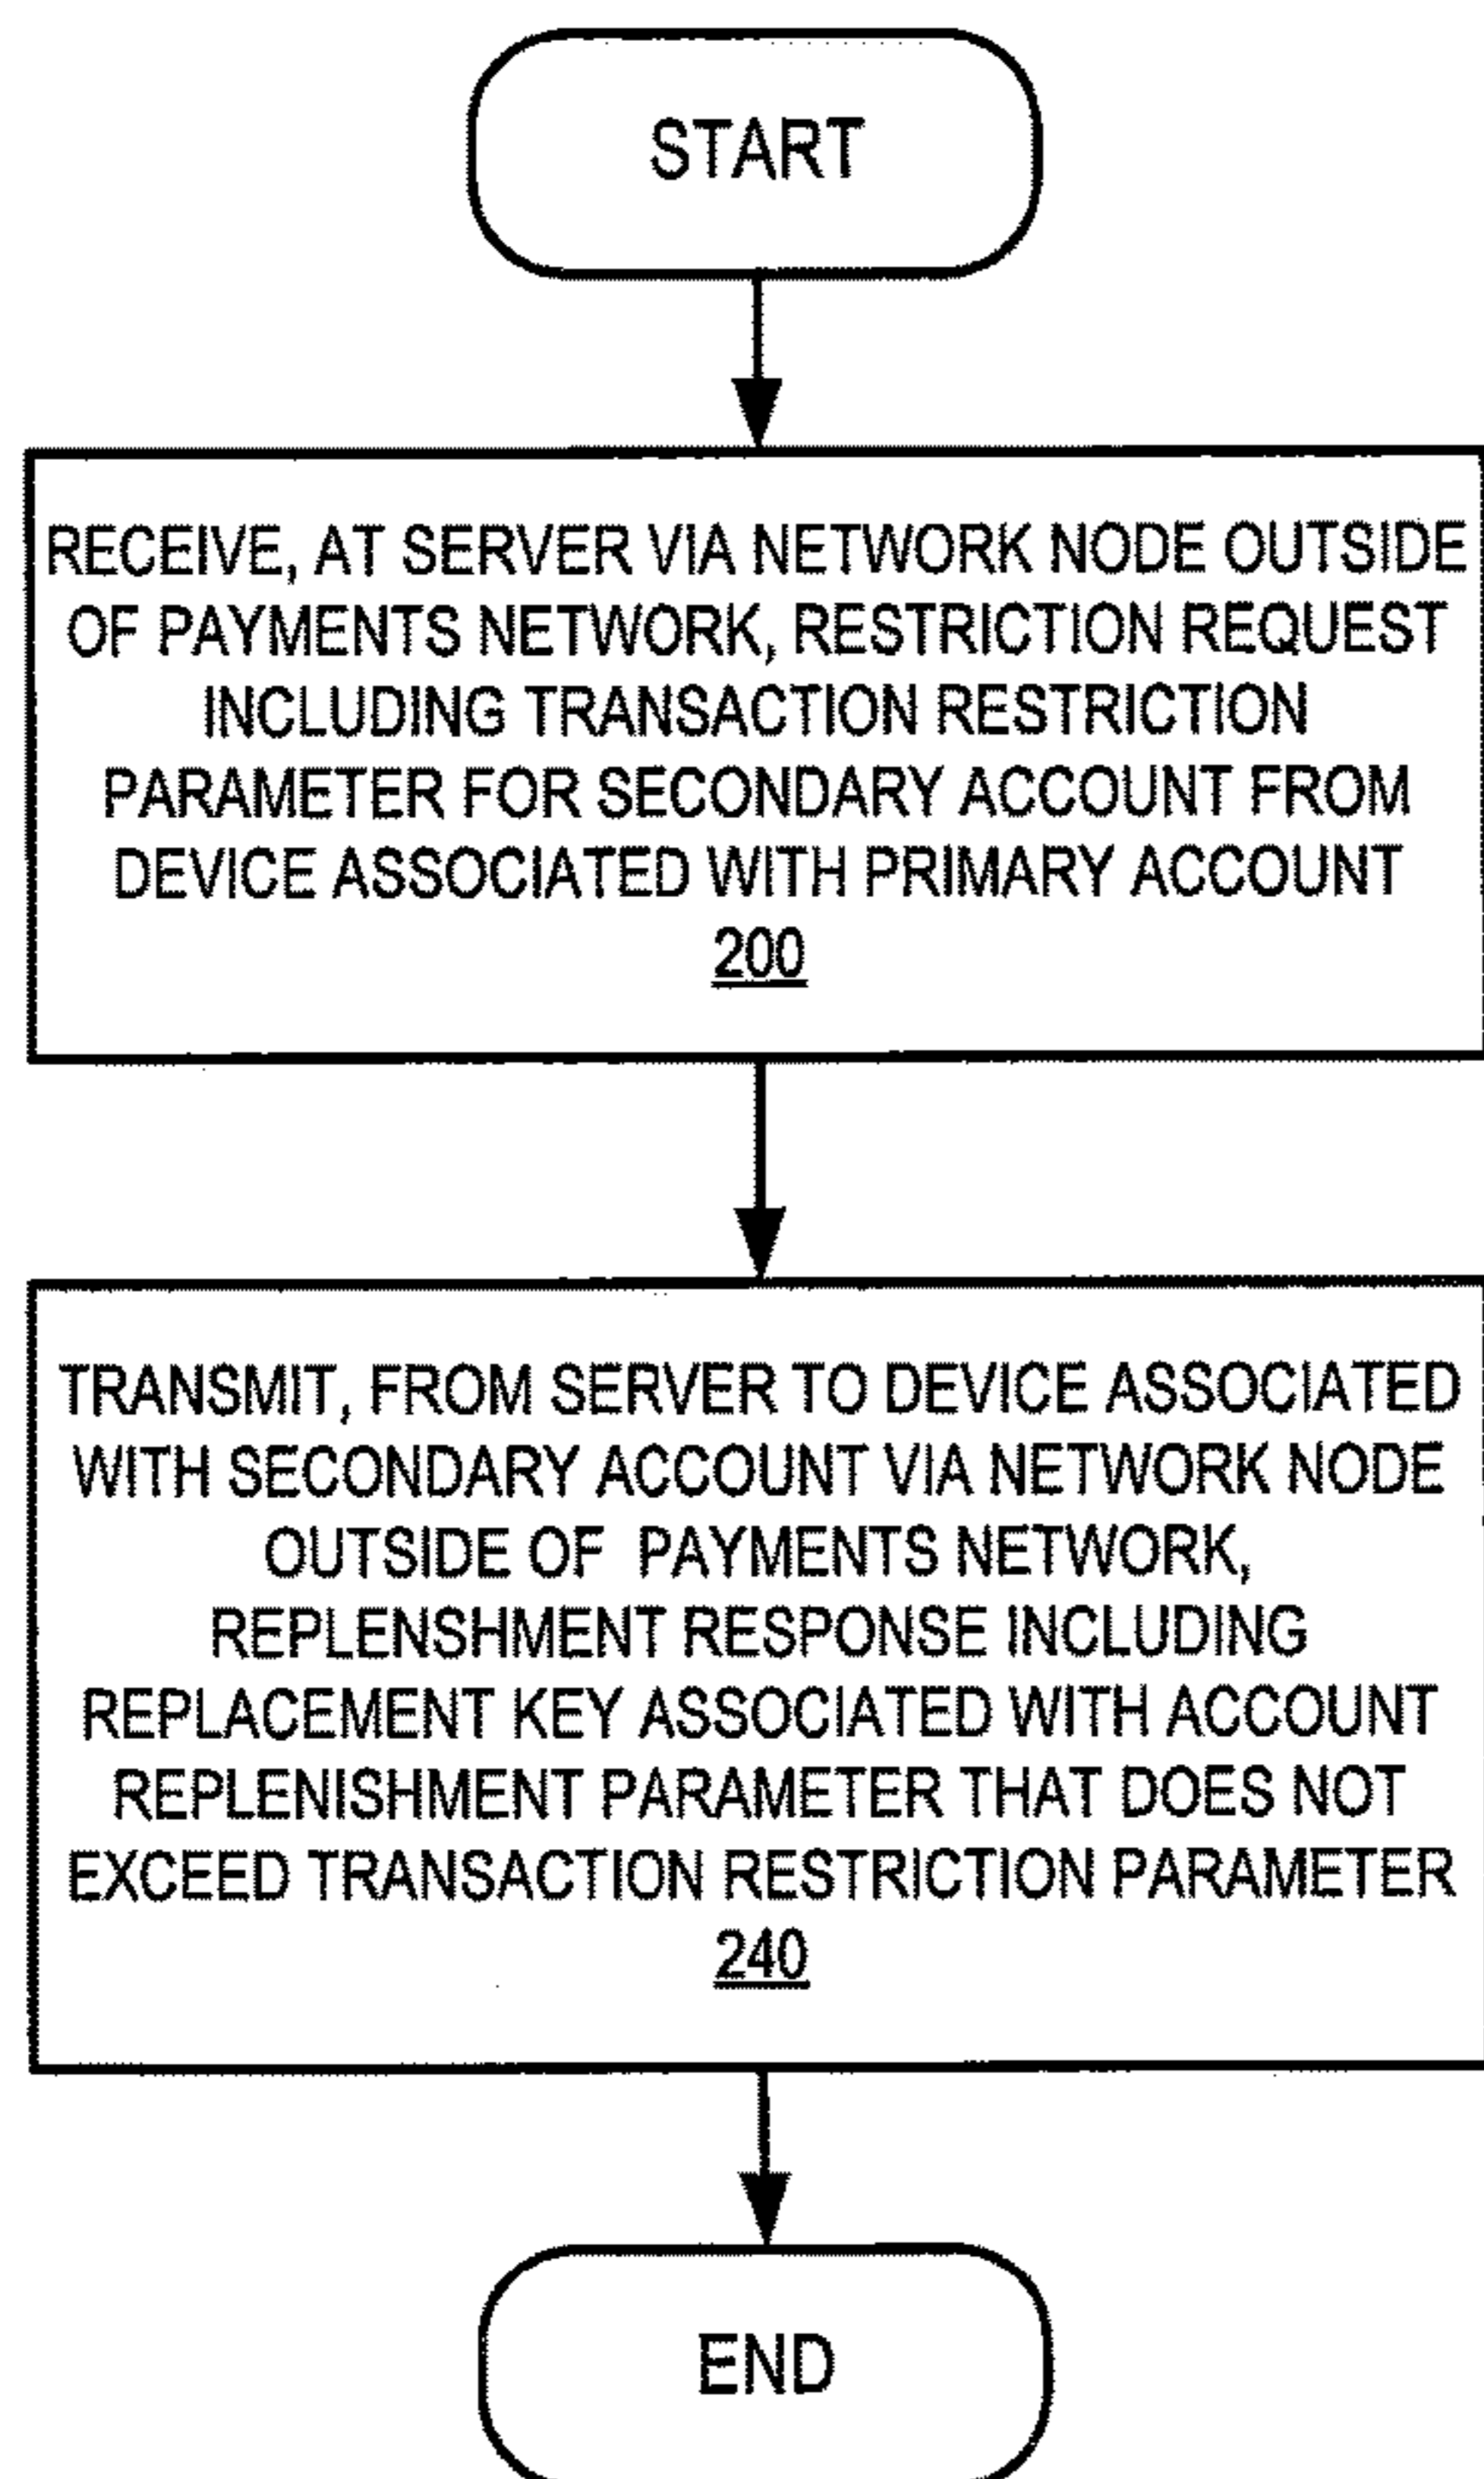 START
RECEIVE, AT SERVER VIA NETWORK NODE OUTSIDE
OF PAYMENTS NETWORK, RESTRICTION REQUEST
INCLUDING TRANSACTION RESTRICTION
PARAMETER FOR SECONDARY ACCOUNT FROM
DEVICE ASSOCIATED WITH PRIMARY ACCOUNT
200
TRANSMIT, FROM SERVER TO DEVICE ASSOCIATED
WITH SECONDARY ACCOUNT VIA NETWORK NODE
OUTSIDE OF PAYMENTS NETWORK,
REPLENSHMENT RESPONSE INCLUDING
REPLACEMENT KEY ASSOCIATED WITH ACCOUNT
REPLENISHMENT PARAMETER THAT DOES NOT
EXCEED TRANSACTION RESTRICTION PARAMETER
240
END